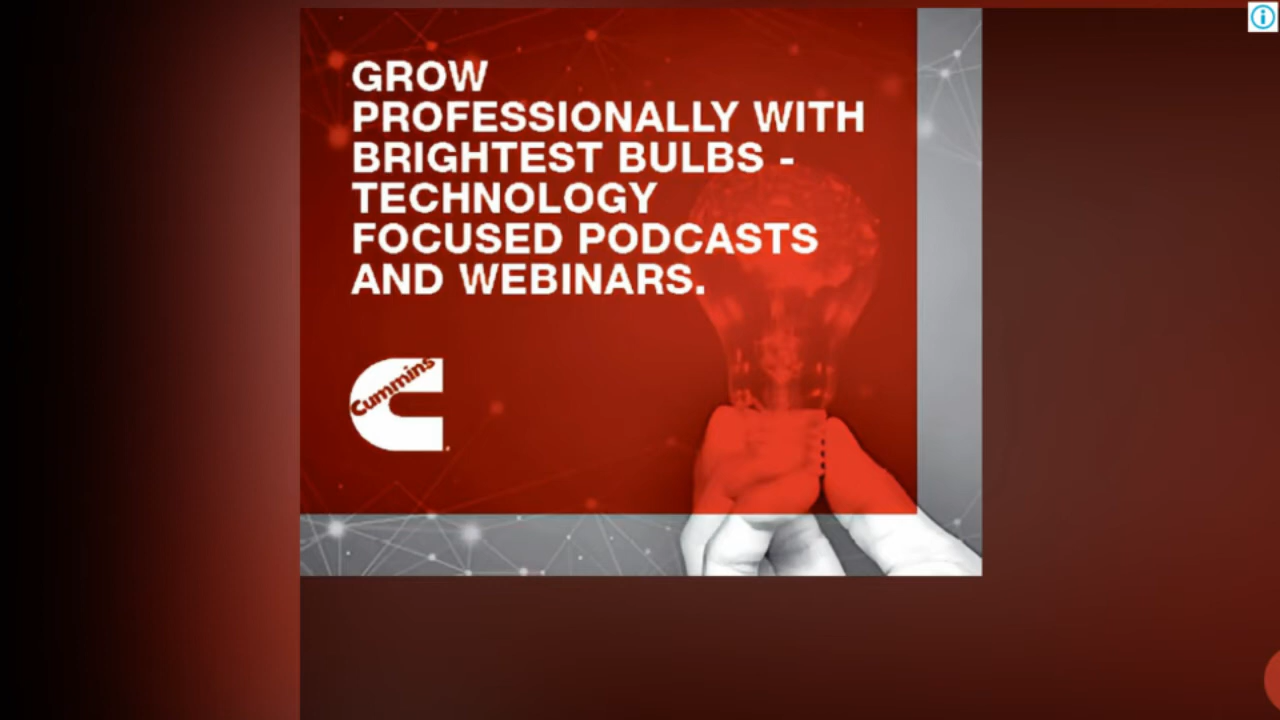 GROW
PROFESSIONALLY WITH
BRIGHTEST BULBS -
TECHNOLOGY
FOCUSED PODCASTS
AND WEBINARS.
Cummins